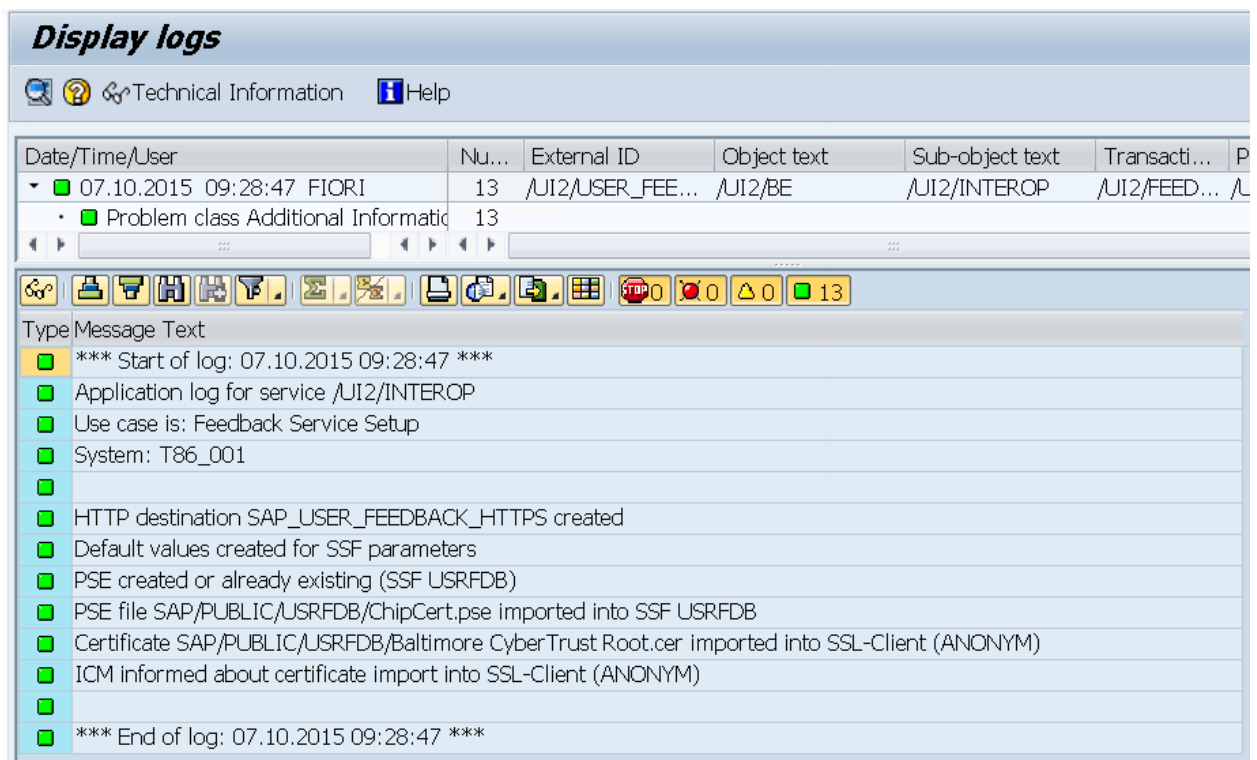 Display logs
Technical Information Help
Date/Time/User Nu... External ID Object text Sub-object text Transacti... P
07.10.2015 09:28:47 FIORI 13 /UI2/USER_FEE... /UI2/BE /UI2/INTEROP /UI2/FEED... /U
Problem class Additional Informatic 13
STOP 0 0 0 13
Type Message Text
*** Start of log: 07.10.2015 09:28:47 ***
Application log for service /UI2/INTEROP
Use case is: Feedback Service Setup
System: T86_001
HTTP destination SAP_USER_FEEDBACK_HTTPS created
Default values created for SSF parameters
PSE created or already existing (SSF USRFDB)
PSE file SAP/PUBLIC/USRFDB/ChipCert.pse imported into SSF USRFDB
Certificate SAP/PUBLIC/USRFDB/Baltimore CyberTrust Root.cer imported into SSL-Client (ANONYM)
ICM informed about certificate import into SSL-Client (ANONYM)
*** End of log: 07.10.2015 09:28:47 ***